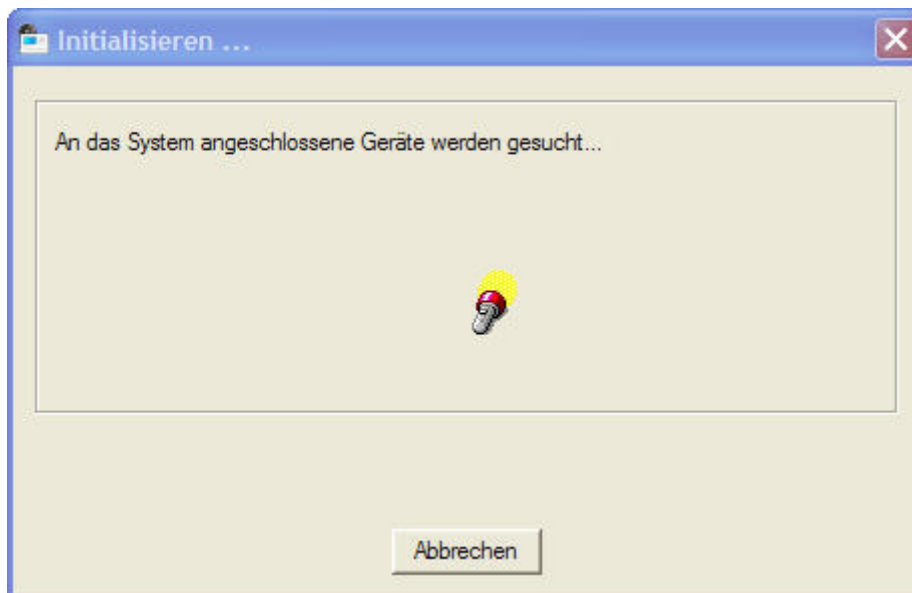 Initialisieren ...
An das System angeschlossene Geräte werden gesucht...
Abbrechen